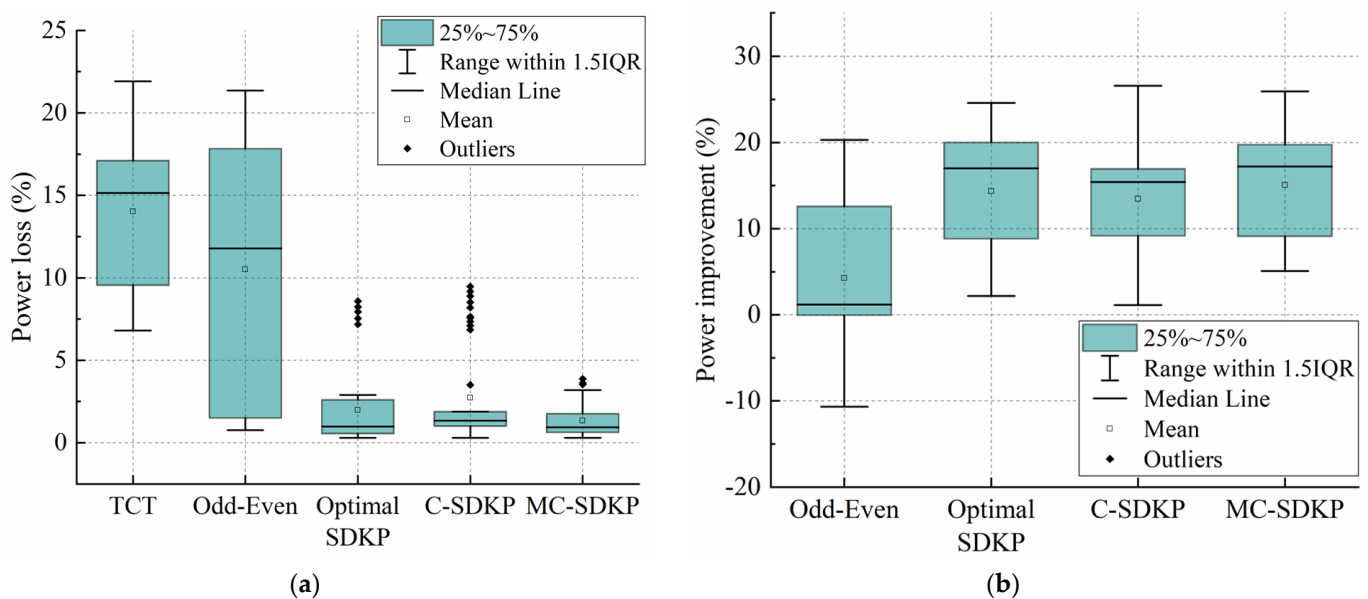 25
20
15
10
5
0
Power loss (%)
25%~75%
Range within 1.5IQR
Median Line
Mean
Outliers
TCT
Odd-Even
Optimal
SDKP
C-SDKP
MC-SDKP
(a)
30
20
10
0
-10
-20
Power improvement (%)
25%~75%
Range within 1.5IQR
Median Line
Mean
Outliers
Odd-Even
Optimal
SDKP
C-SDKP
MC-SDKP
(b)